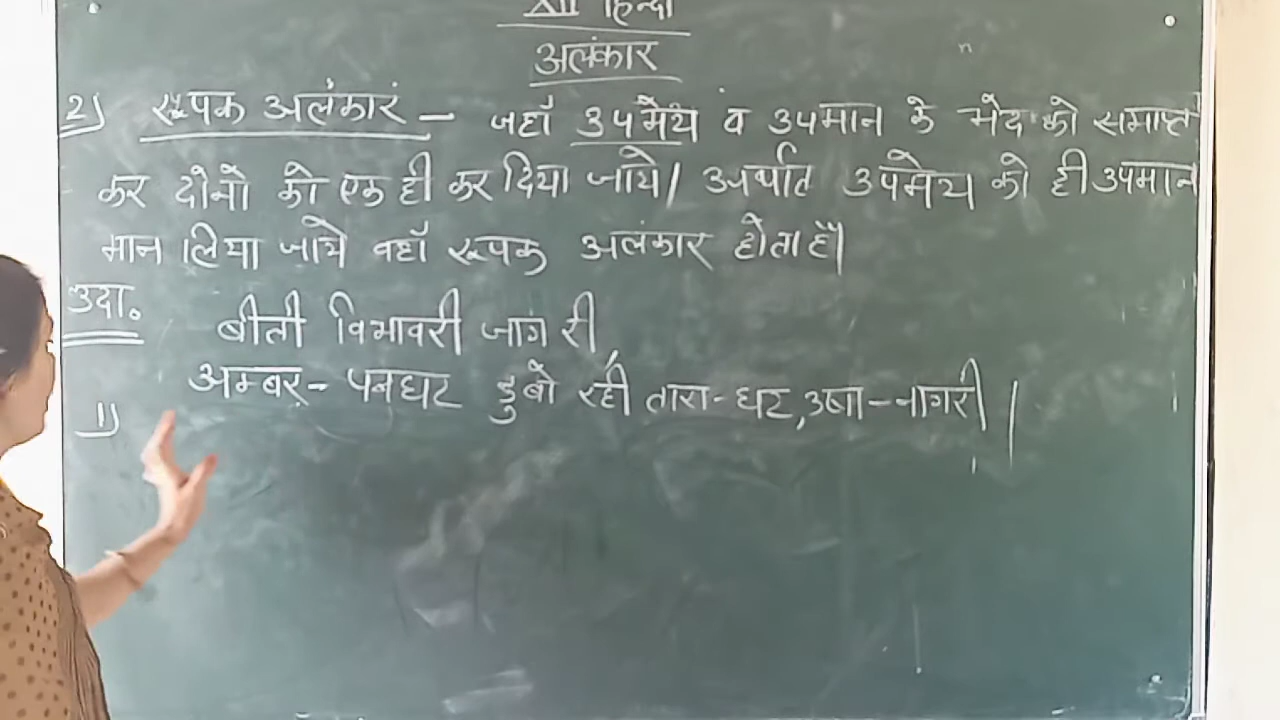 XII हिन्दी
अलंकार
2) रूपक अलंकार – जहाँ उपमेय व उपमान के भेद को समाप्त
कर दोनो को एक ही कर दिया जाये। अर्थात उपमेय को ही उपमान
मान लिया जाये वहाँ रूपक अलंकार होता है।
उदा.
बीती विभावरी जाग री,
1) अम्बर - पनघट डुबो रही तारा - घट, उषा - नागरी।